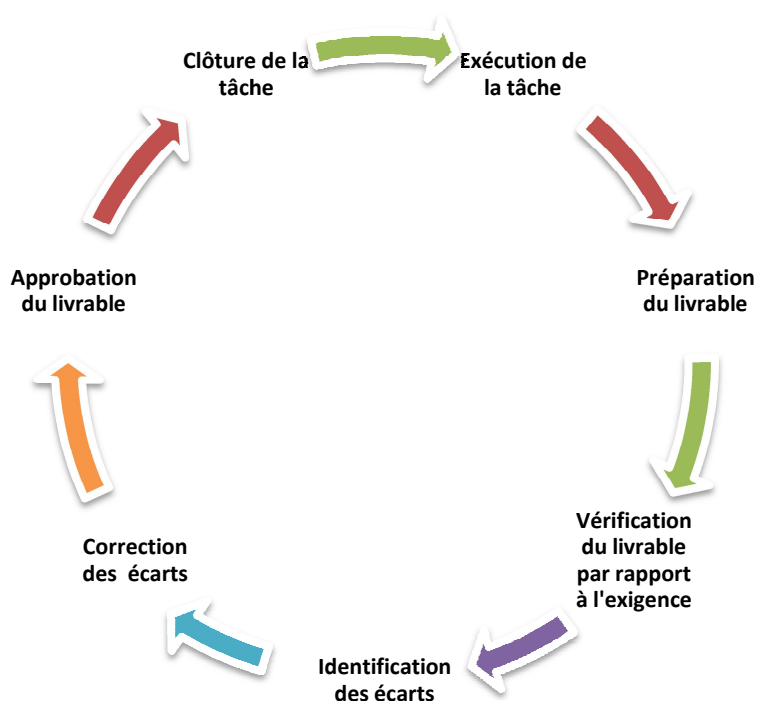 Clôture de la
tâche
Exécution de
la tâche
Préparation
du livrable
Vérification
du livrable
par rapport
à l'exigence
Identification
des écarts
Correction
des écarts
Approbation
du livrable